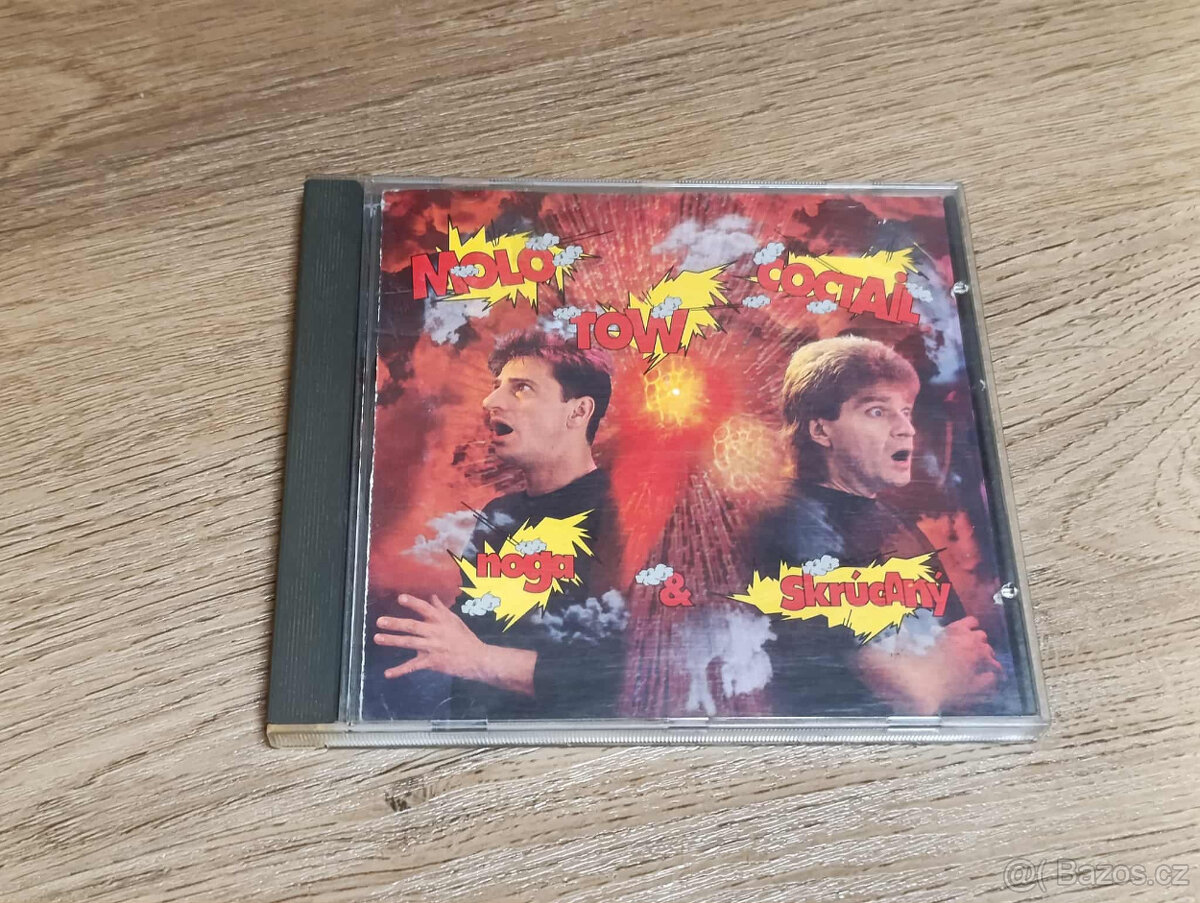 MOLO
TOW
COCTAiL
noga & SkrúcAný
@( Bazos.cz